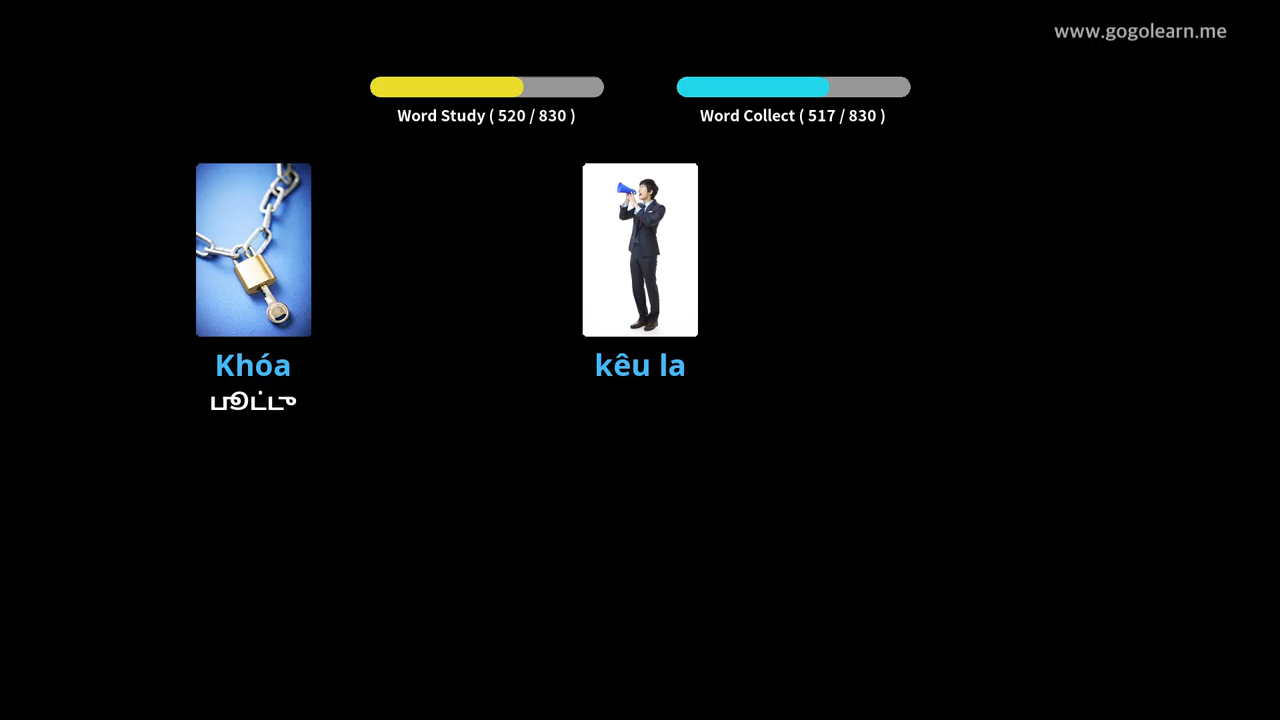 www.gogolearn.me
Word Study ( 520 / 830 )
Word Collect ( 517 / 830 )
Khóa
பூட்டு
kêu la